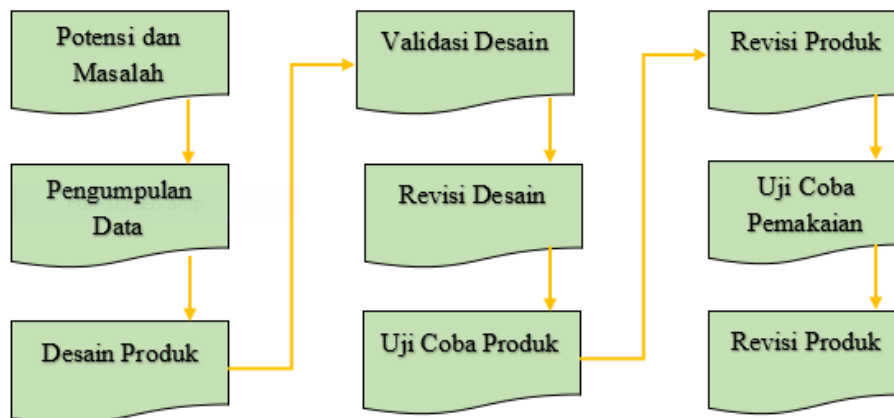 Potensi dan
Masalah
Pengumpulan
Data
Desain Produk
Validasi Desain
Revisi Desain
Uji Coba Produk
Revisi Produk
Uji Coba
Pemakaian
Revisi Produk